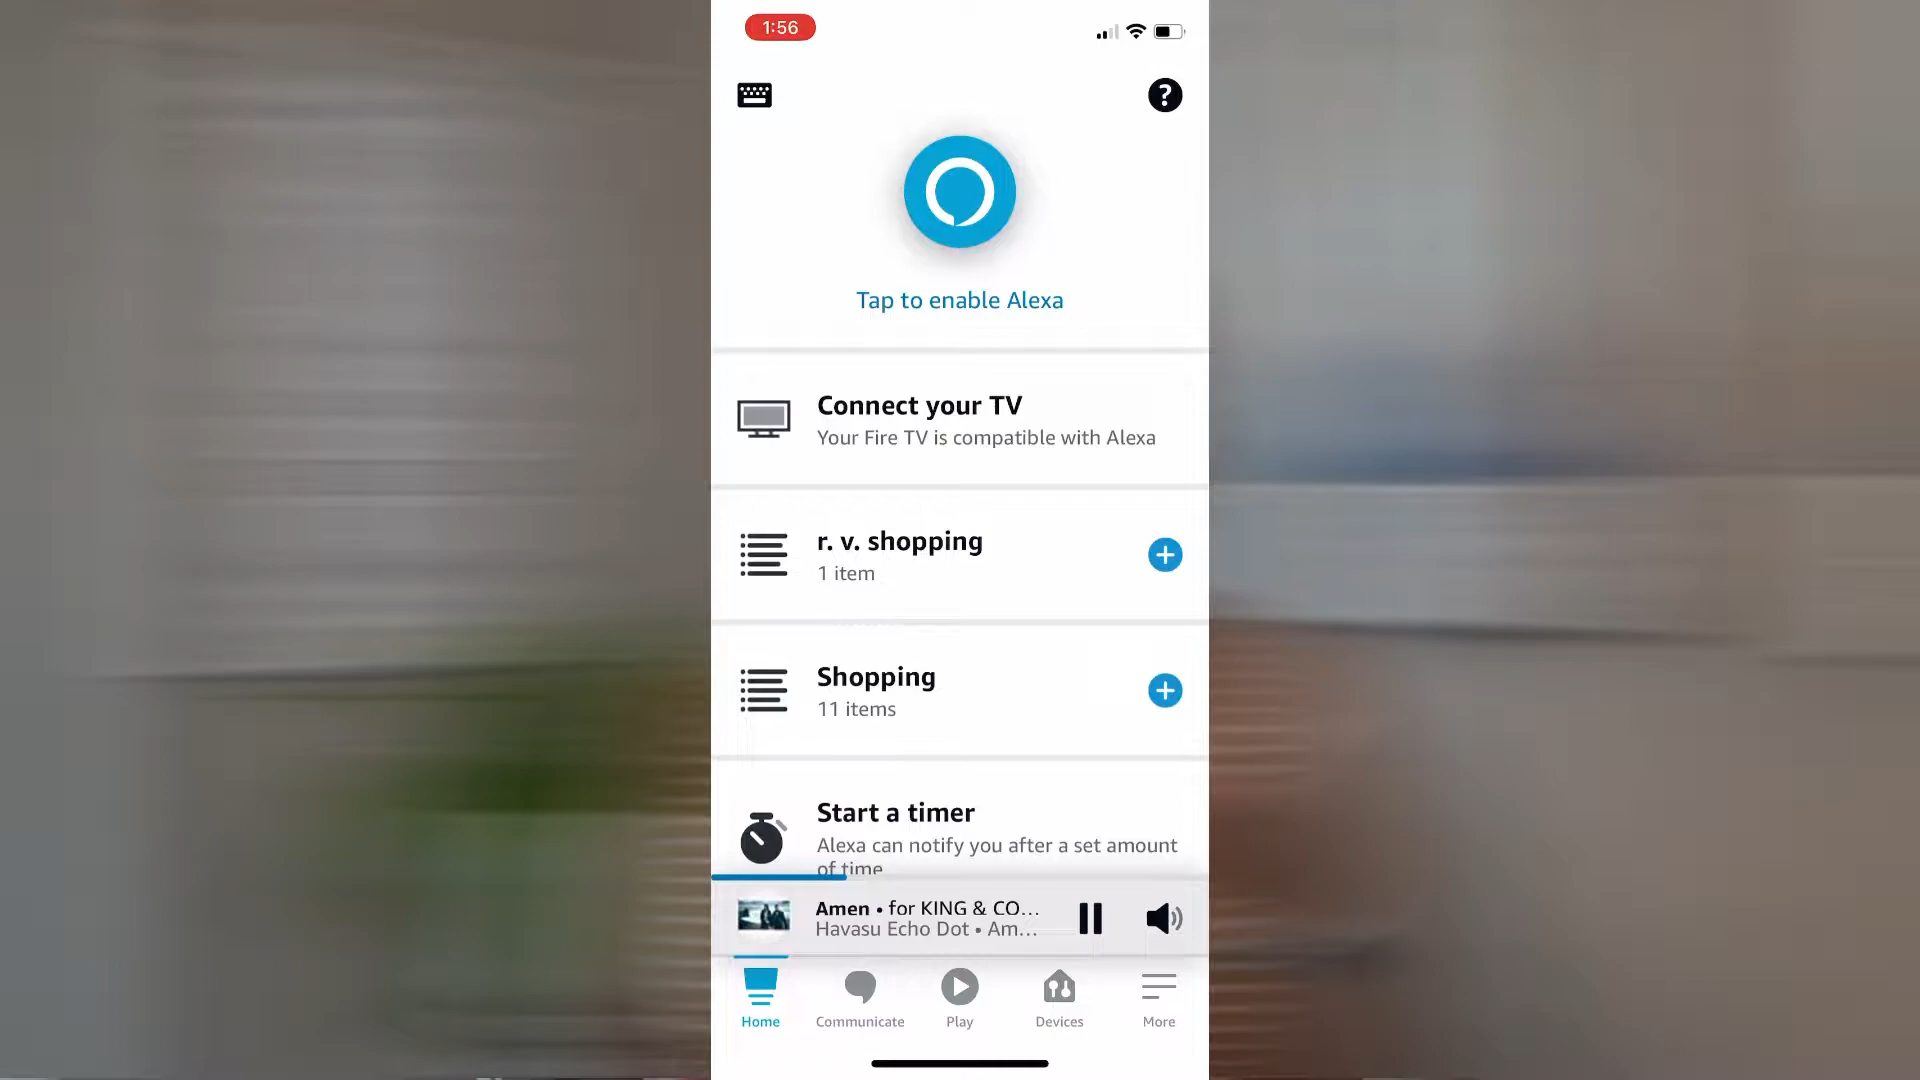 1:56
?
Tap to enable Alexa
Connect your TV
Your Fire TV is compatible with Alexa
r. v. shopping
1 item
Shopping
11 items
Start a timer
Alexa can notify you after a set amount
of time
Amen • for KING & CO...
Havasu Echo Dot • Am...
Home
Communicate
Play
Devices
More